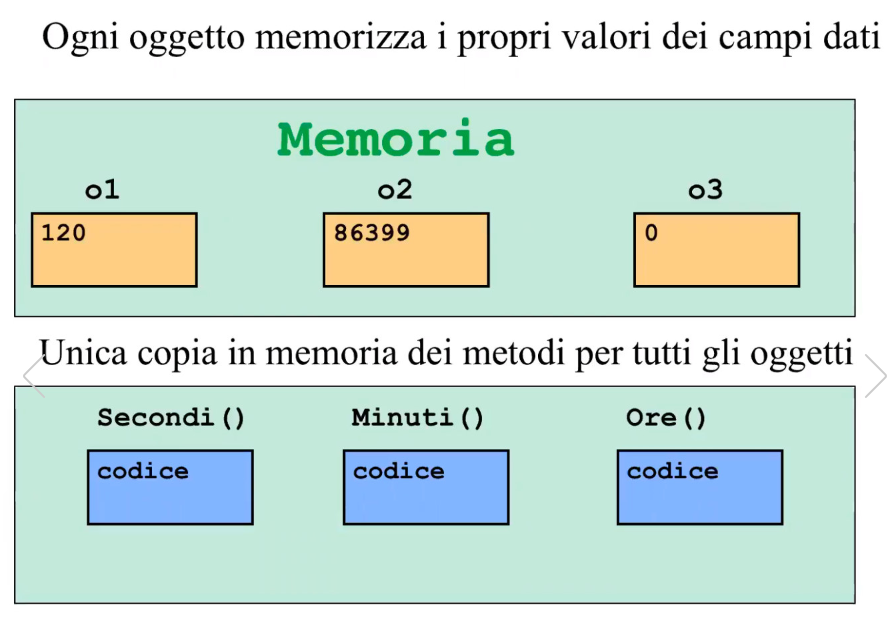 Ogni oggetto memorizza i propri valori dei campi dati
Memoria
o1 o2 o3
120 86399 0
Unica copia in memoria dei metodi per tutti gli oggetti
Secondi() Minuti() Ore()
codice codice codice